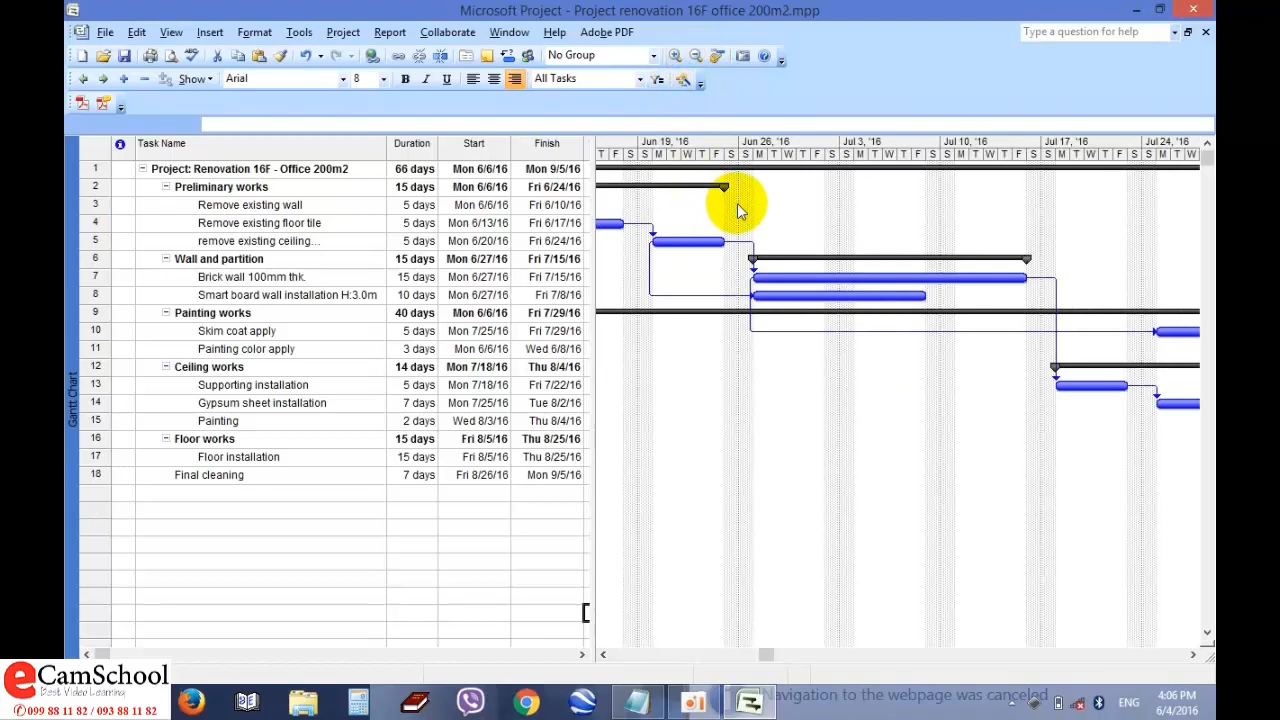 Microsoft Project - Project renovation 16F office 200m2.mpp
File Edit View Insert Format Tools Project Report Collaborate Window Help Adobe PDF
Type a question for help
No Group
Show Arial 8 B I U All Tasks
Task Name Duration Start Finish
Jun 19, '16 Jun 26, '16 Jul 3, '16 Jul 10, '16 Jul 17, '16 Jul 24, '16
T F S S M T W T F S S M T W T F S S M T W T F S S M T W T F S S M T W T F S S M T W
1 Project: Renovation 16F - Office 200m2 66 days Mon 6/6/16 Mon 9/5/16
2 Preliminary works 15 days Mon 6/6/16 Fri 6/24/16
3 Remove existing wall 5 days Mon 6/6/16 Fri 6/10/16
4 Remove existing floor tile 5 days Mon 6/13/16 Fri 6/17/16
5 remove existing ceiling... 5 days Mon 6/20/16 Fri 6/24/16
6 Wall and partition 15 days Mon 6/27/16 Fri 7/15/16
7 Brick wall 100mm thk. 15 days Mon 6/27/16 Fri 7/15/16
8 Smart board wall installation H:3.0m 10 days Mon 6/27/16 Fri 7/8/16
9 Painting works 40 days Mon 6/6/16 Fri 7/29/16
10 Skim coat apply 5 days Mon 7/25/16 Fri 7/29/16
11 Painting color apply 3 days Mon 6/6/16 Wed 6/8/16
12 Ceiling works 14 days Mon 7/18/16 Thu 8/4/16
13 Supporting installation 5 days Mon 7/18/16 Fri 7/22/16
14 Gypsum sheet installation 7 days Mon 7/25/16 Tue 8/2/16
15 Painting 2 days Wed 8/3/16 Thu 8/4/16
16 Floor works 15 days Fri 8/5/16 Thu 8/25/16
17 Floor installation 15 days Fri 8/5/16 Thu 8/25/16
18 Final cleaning 7 days Fri 8/26/16 Mon 9/5/16
Gantt Chart
eCamSchool
Best Video Learning
099 88 11 82 / 093 88 11 82
Navigation to the webpage was canceled
ENG
4:06 PM
6/4/2016